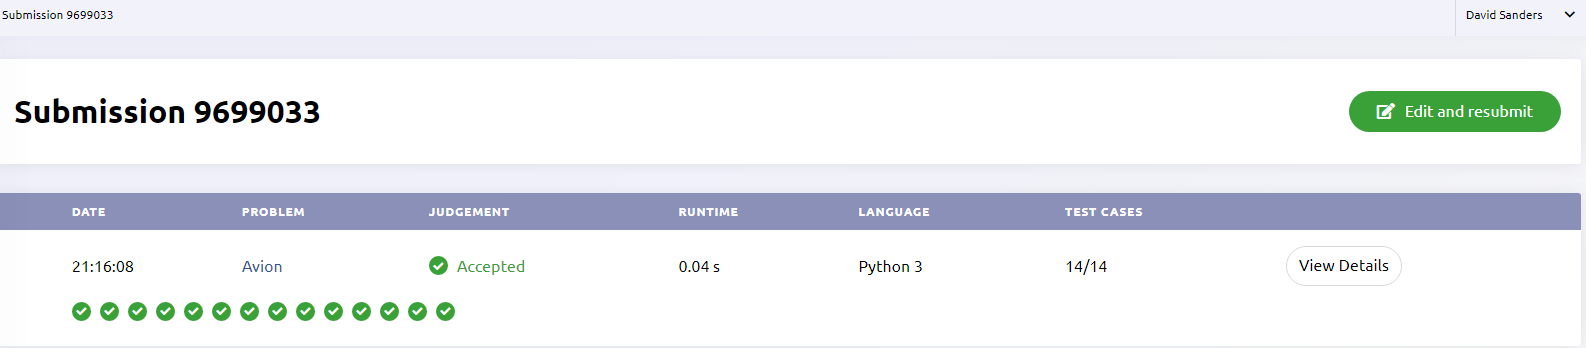 Submission 9699033
David Sanders
Submission 9699033
Edit and resubmit
DATE PROBLEM JUDGEMENT RUNTIME LANGUAGE TEST CASES
21:16:08 Avion Accepted 0.04 s Python 3 14/14 View Details